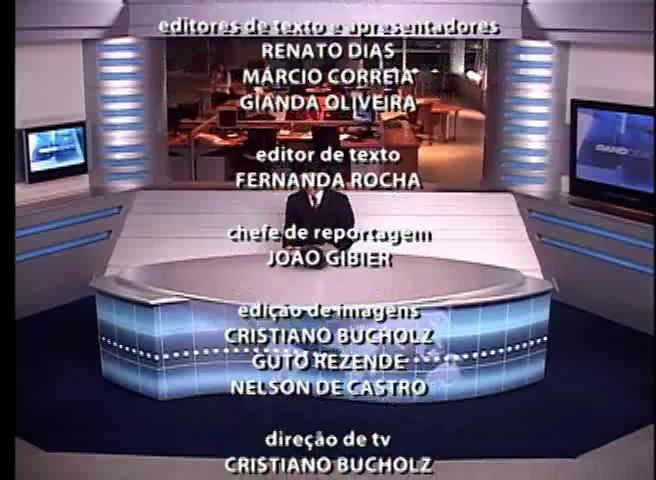 editores de texto e apresentadores
RENATO DIAS
MÁRCIO CORREIA
GIANDA OLIVEIRA
editor de texto
FERNANDA ROCHA
chefe de reportagem
JOÃO GIBIER
edição de imagens
CRISTIANO BUCHOLZ
GUTO REZENDE
NELSON DE CASTRO
direção de tv
CRISTIANO BUCHOLZ